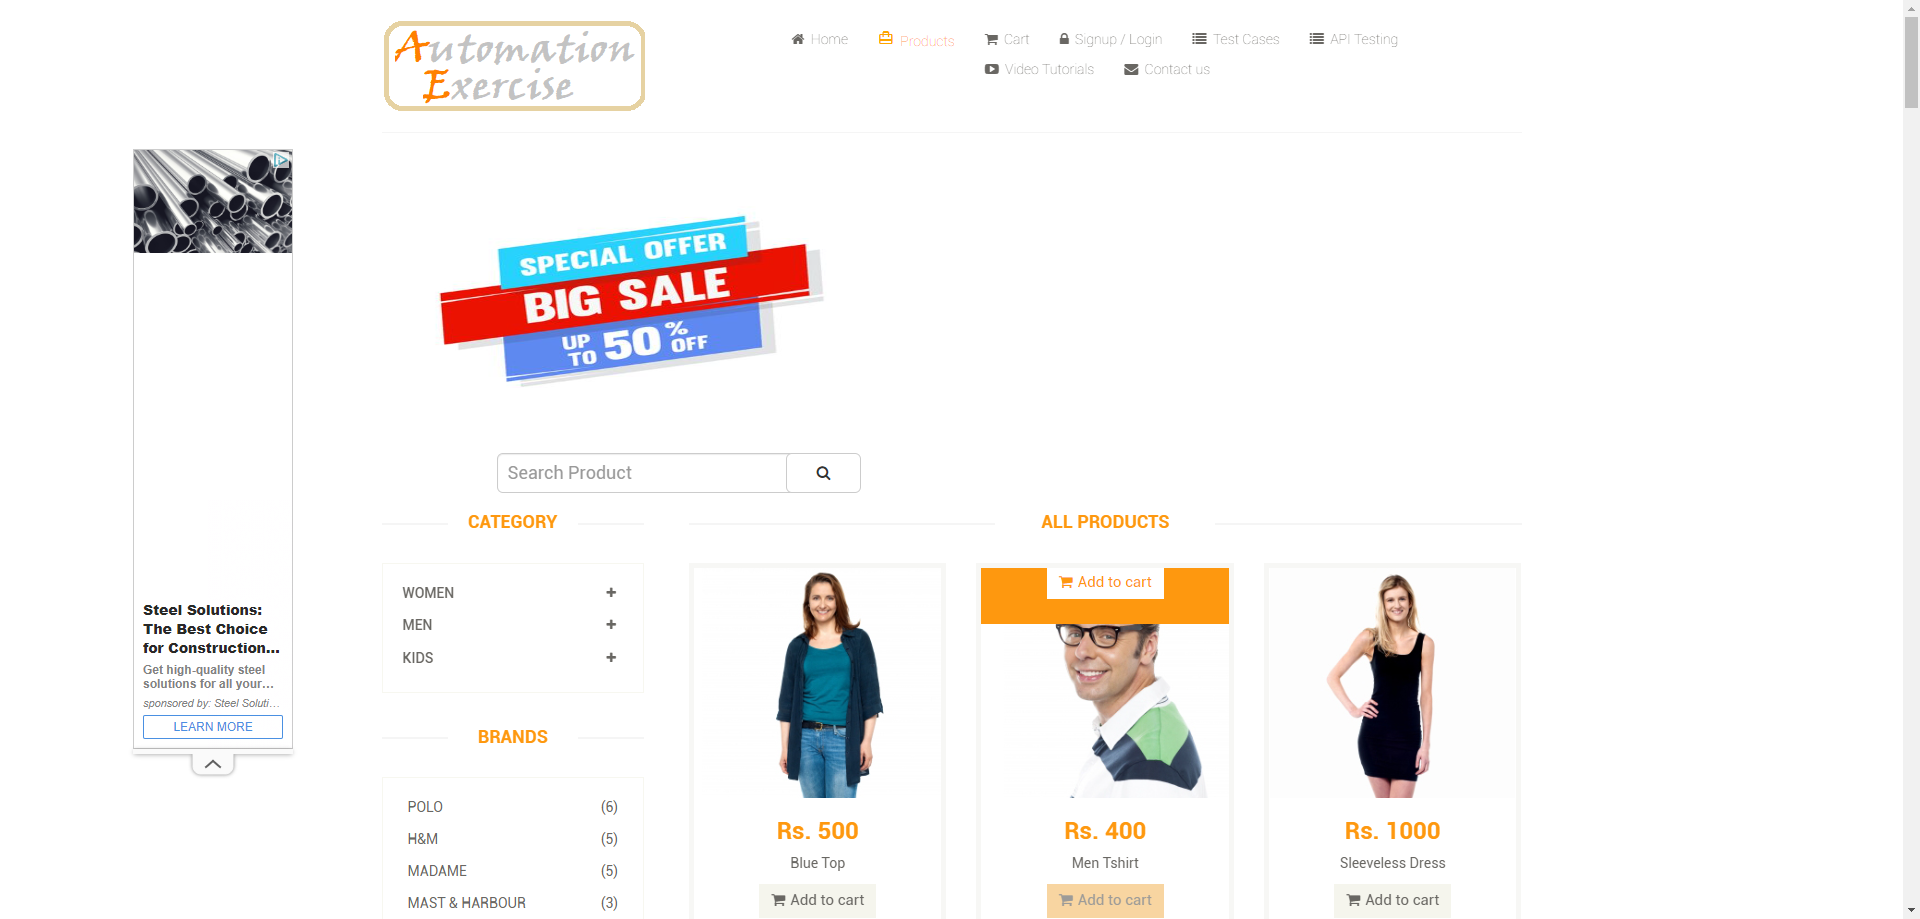 Automation
Exercise
Home
Products
Cart
Signup / Login
Test Cases
API Testing
Video Tutorials
Contact us
SPECIAL OFFER
BIG SALE
UP TO 50% OFF
Steel Solutions:
The Best Choice
for Construction...
Get high-quality steel
solutions for all your...
sponsored by: Steel Soluti...
LEARN MORE
Search Product
CATEGORY
WOMEN
MEN
KIDS
BRANDS
POLO (6)
H&M (5)
MADAME (5)
MAST & HARBOUR (3)
ALL PRODUCTS
Rs. 500
Blue Top
Add to cart
Add to cart
Rs. 400
Men Tshirt
Add to cart
Rs. 1000
Sleeveless Dress
Add to cart